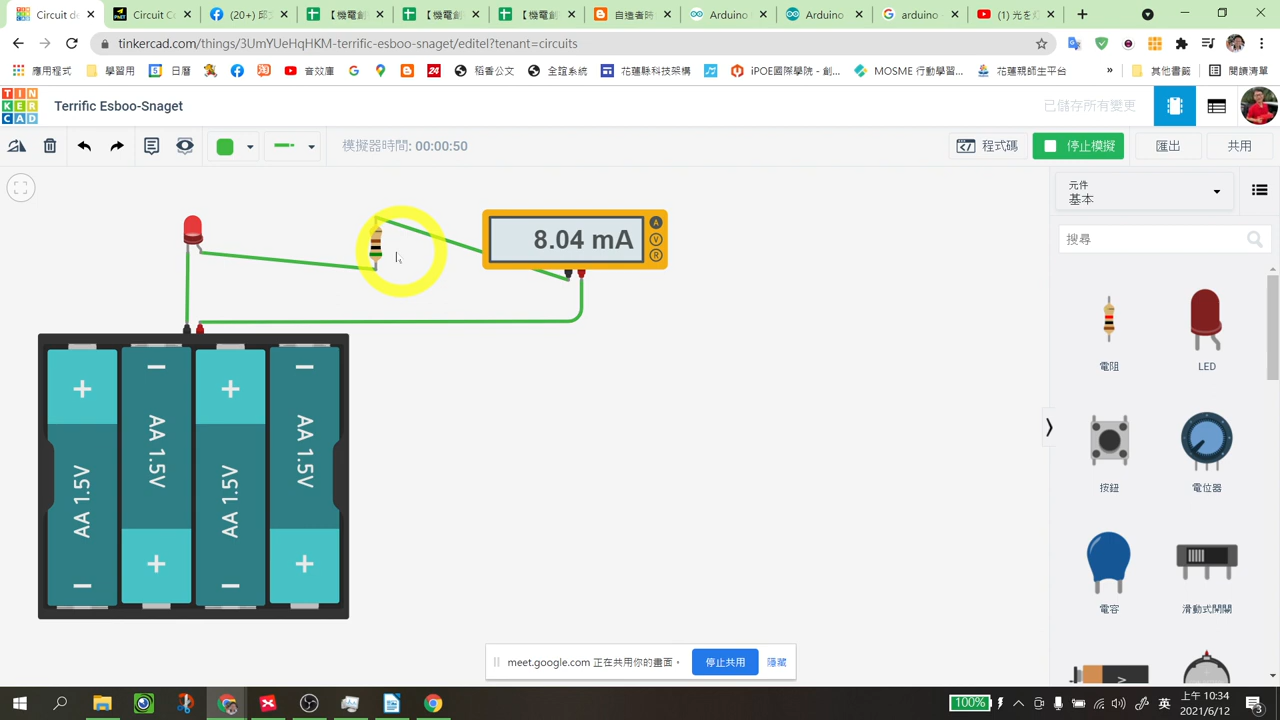 Circuit de
Circuit Co
(20+) 邱文
【機電創
【機電創
【機電創
自造者時
Arduino
Arduino
arduino
(1) 光を灯
tinkercad.com/things/3UmYUeHqHKM-terrific-esboo-snaget/editel?tenant=circuits
應用程式
學習用
日曆
音效庫
稻香公文
全誼系統
花蓮縣科技架構
iPOE國際學院 - 創...
MOSME 行動學習...
花蓮親師生平台
»
其他書籤
閱讀清單
TIN
KER
CAD
Terrific Esboo-Snaget
已儲存所有變更
模擬器時間: 00:00:50
程式碼
停止模擬
匯出
共用
元件
基本
搜尋
8.04 mA
A
V
R
電阻
LED
按鈕
電位器
電容
滑動式開關
+ AA 1.5V −
− AA 1.5V +
+ AA 1.5V −
− AA 1.5V +
meet.google.com 正在共用你的畫面。
停止共用
隱藏
100%
英
上午 10:34
2021/6/12
3